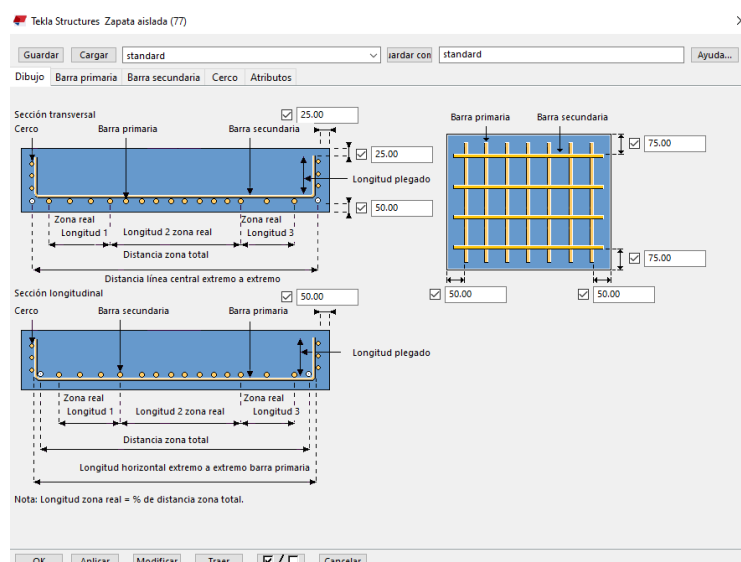 Tekla Structures Zapata aislada (77)
Guardar Cargar standard uardar con standard Ayuda...
Dibujo Barra primaria Barra secundaria Cerco Atributos
Sección transversal 25.00
Cerco Barra primaria Barra secundaria
25.00
Longitud plegado
50.00
Zona real Zona real
Longitud 1 Longitud 2 zona real Longitud 3
Distancia zona total
Distancia línea central extremo a extremo
Barra primaria Barra secundaria
75.00
75.00
50.00 50.00
Sección longitudinal 50.00
Cerco Barra secundaria Barra primaria
Longitud plegado
Zona real Zona real
Longitud 1 Longitud 2 zona real Longitud 3
Distancia zona total
Longitud horizontal extremo a extremo barra primaria
Nota: Longitud zona real = % de distancia zona total.
OK Aplicar Modificar Traer Cancelar